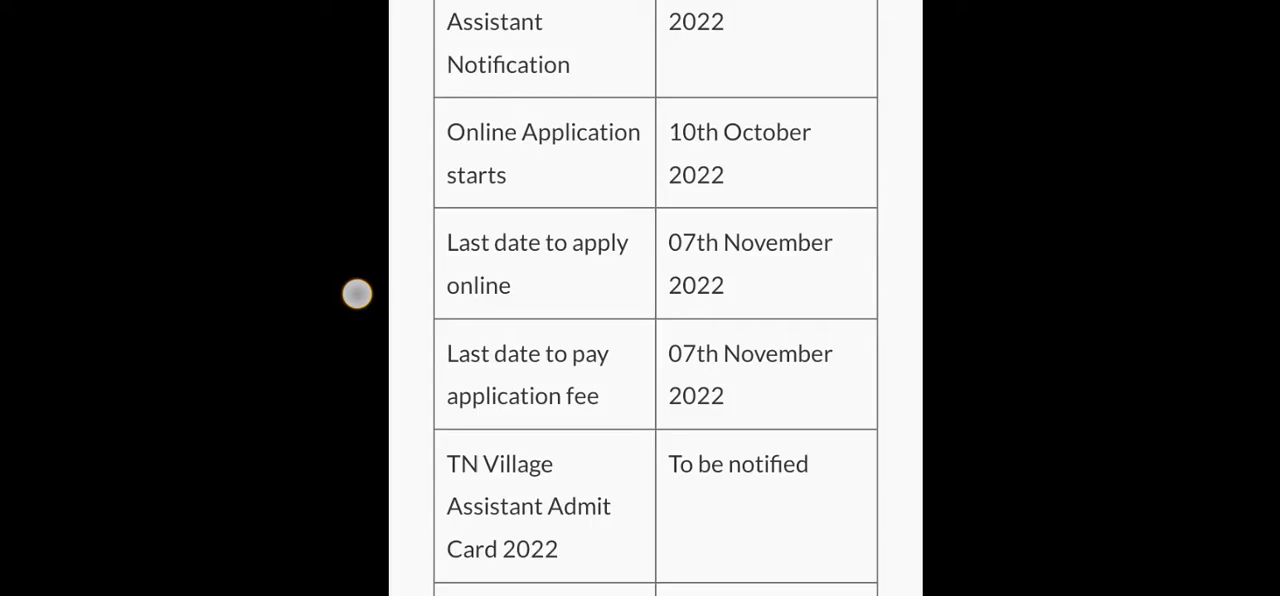 Assistant
Notification
2022
Online Application
starts
10th October
2022
Last date to apply
online
07th November
2022
Last date to pay
application fee
07th November
2022
TN Village
Assistant Admit
Card 2022
To be notified